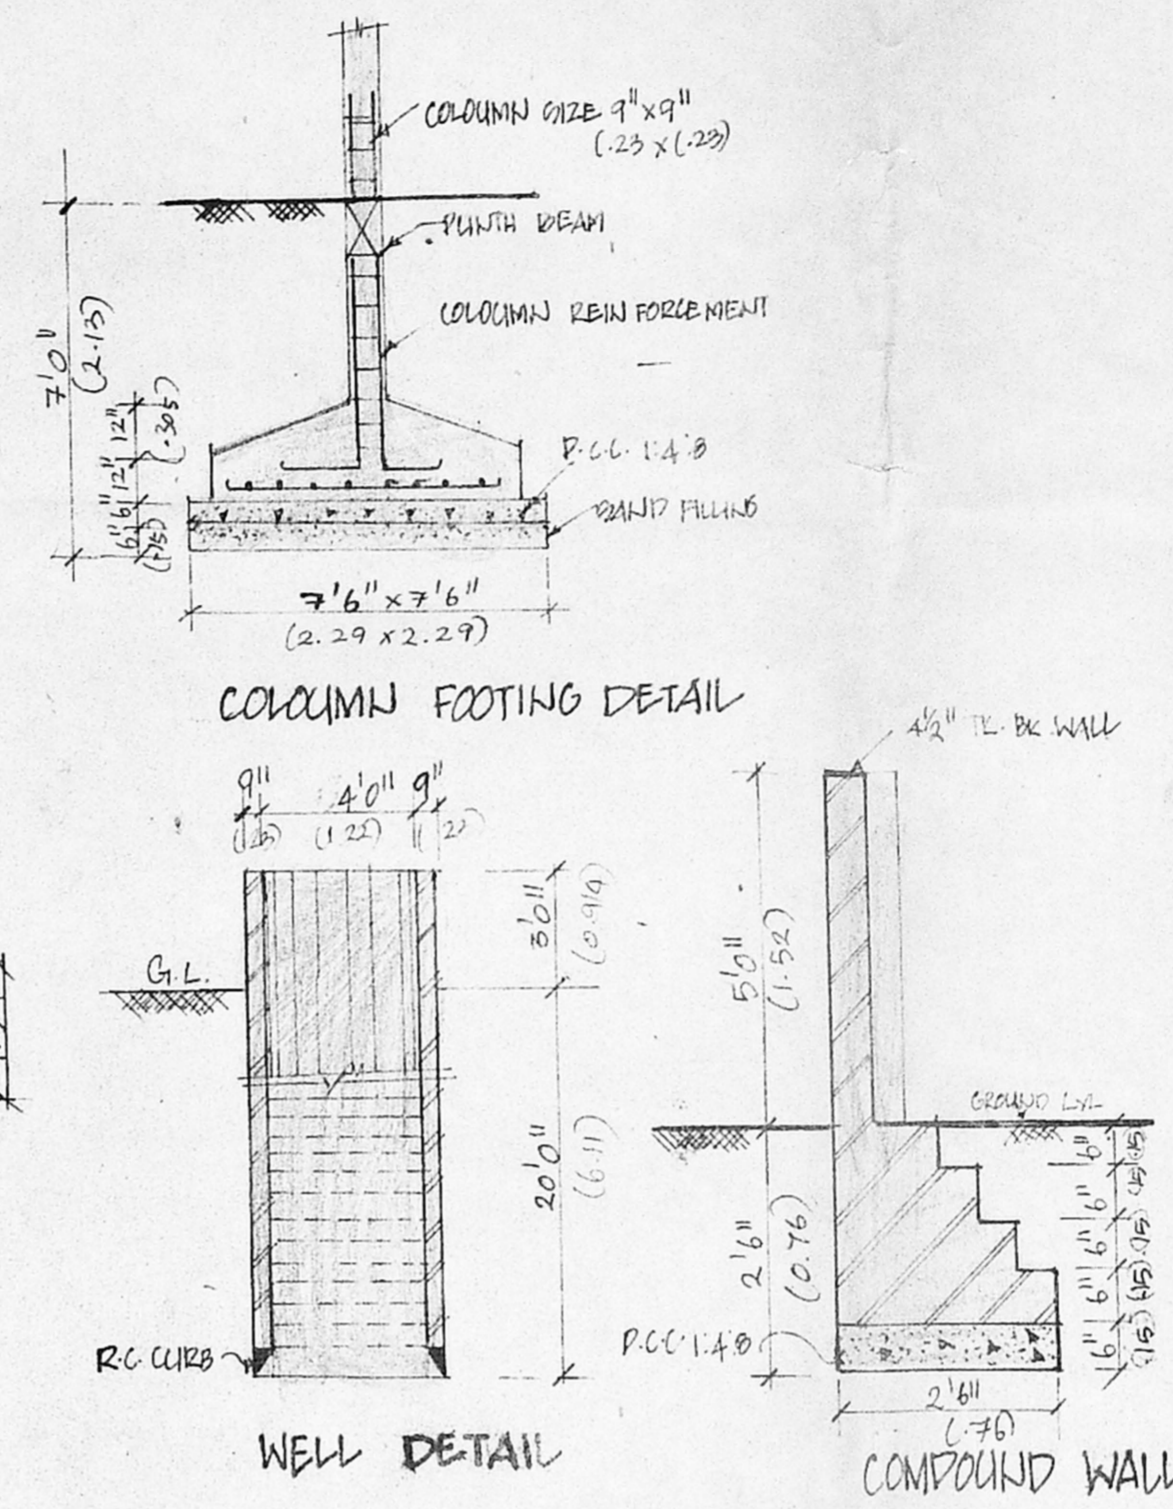 COLOUMN SIZE 9" x 9"
(.23 x (.23)
PLINTH BEAM
COLOUMN REINFORCEMENT
7'0"
(2.13)
12"
(.305)
12"
6"
6"
(.15)
P.C.C. 1:4:8
SAND FILLING
7'6" x 7'6"
(2.29 x 2.29)
COLOUMN FOOTING DETAIL
9" 4'0" 9"
(1.22)
3'0"
(0.914)
G.L.
20'0"
(6.11)
R.C. CURB
WELL DETAIL
4½" TK. BK. WALL
5'0"
(1.52)
GROUND LVL
2'6"
(0.76)
6"
6"
6"
6"
6"
(.15)
(.15)
(.15)
(.15)
(.15)
P.C.C. 1:4:8
2'6"
(.76)
COMPOUND WALL